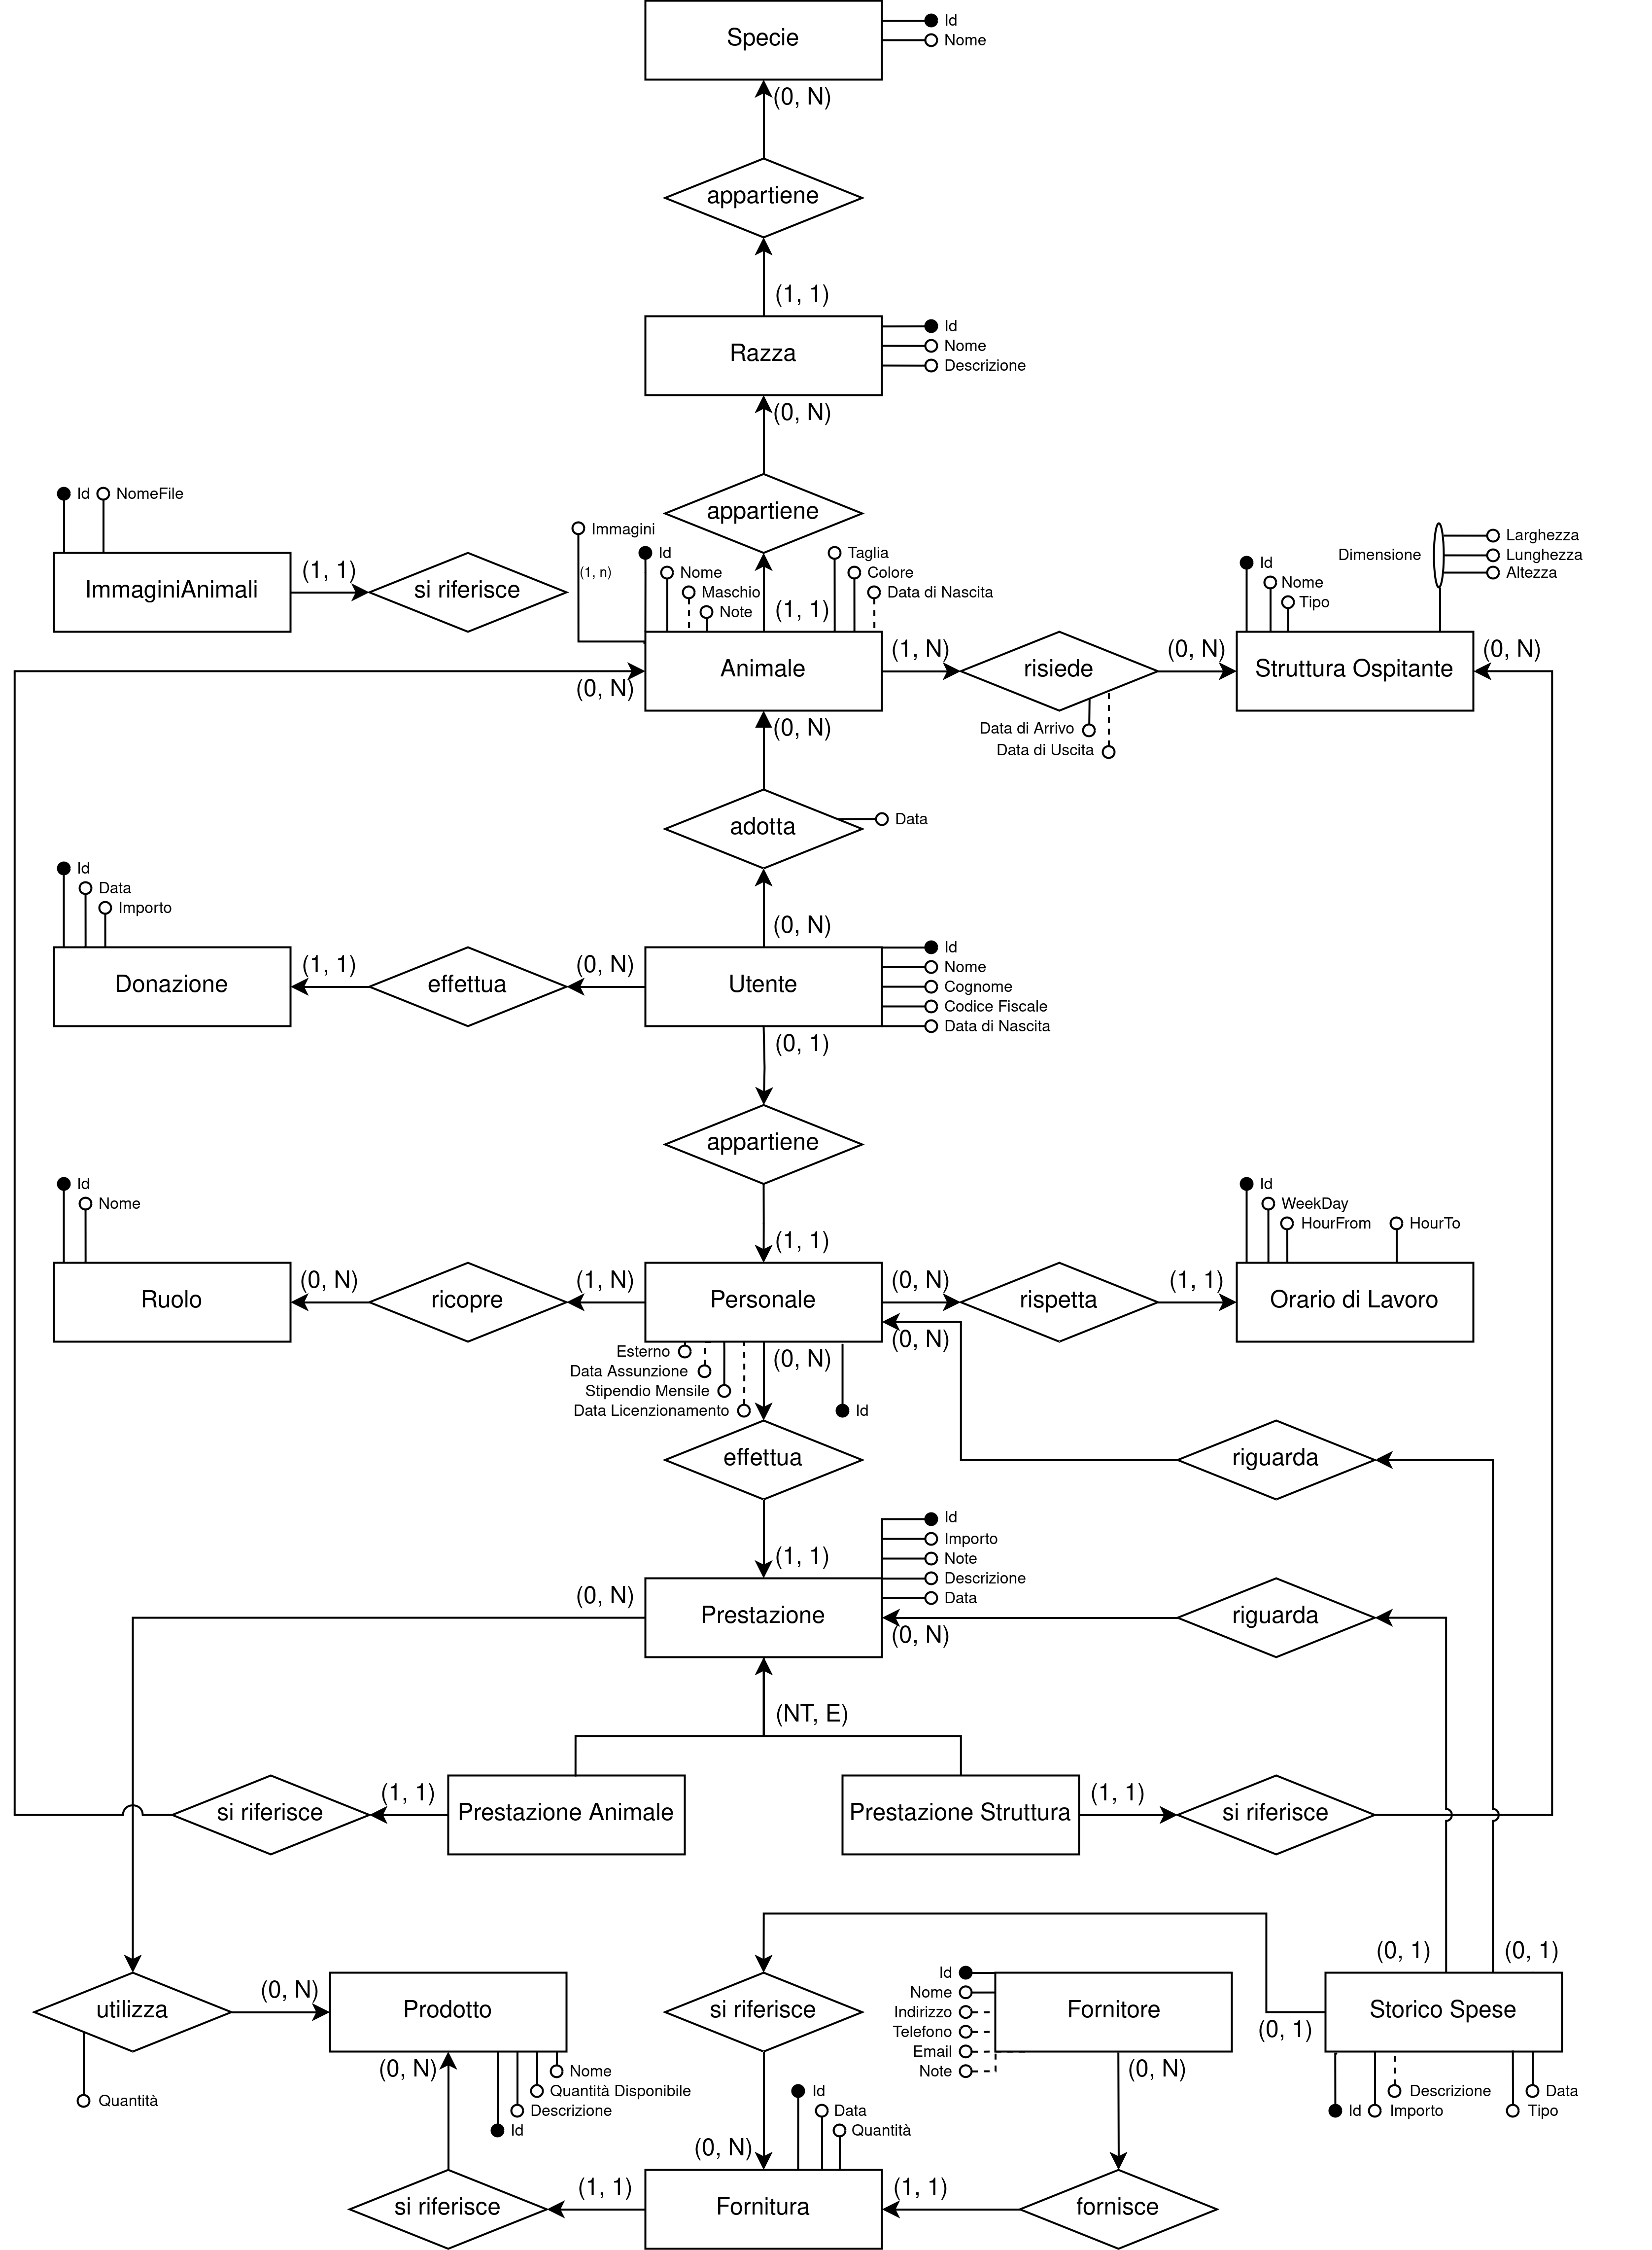 Specie
Id
Nome
(0, N)
appartiene
(1, 1)
Razza
Id
Nome
Descrizione
(0, N)
appartiene
(1, 1)
Id
NomeFile
ImmaginiAnimali
(1, 1)
si riferisce
Immagini
(1, n)
Id
Nome
Maschio
Note
Taglia
Colore
Data di Nascita
Animale
(0, N)
(1, N)
risiede
Data di Arrivo
Data di Uscita
(0, N)
Id
Nome
Tipo
Dimensione
Larghezza
Lunghezza
Altezza
Struttura Ospitante
(0, N)
(0, N)
adotta
Data
(0, N)
Id
Data
Importo
Donazione
(1, 1)
effettua
(0, N)
Utente
Id
Nome
Cognome
Codice Fiscale
Data di Nascita
(0, 1)
appartiene
(1, 1)
Id
Nome
Ruolo
(0, N)
ricopre
(1, N)
Personale
(0, N)
rispetta
(1, 1)
Id
WeekDay
HourFrom
HourTo
Orario di Lavoro
(0, N)
Esterno
Data Assunzione
Stipendio Mensile
Data Licenzionamento
(0, N)
Id
effettua
riguarda
(1, 1)
Id
Importo
Note
Descrizione
Data
(0, N)
Prestazione
(0, N)
riguarda
(NT, E)
si riferisce
(1, 1)
Prestazione Animale
Prestazione Struttura
(1, 1)
si riferisce
utilizza
Quantità
(0, N)
Prodotto
(0, N)
Nome
Quantità Disponibile
Descrizione
Id
si riferisce
Id
Nome
Indirizzo
Telefono
Email
Note
Fornitore
(0, N)
(0, 1)
(0, 1)
(0, 1)
Storico Spese
Descrizione
Data
Id
Importo
Tipo
Id
Data
Quantità
(0, N)
si riferisce
(1, 1)
Fornitura
(1, 1)
fornisce